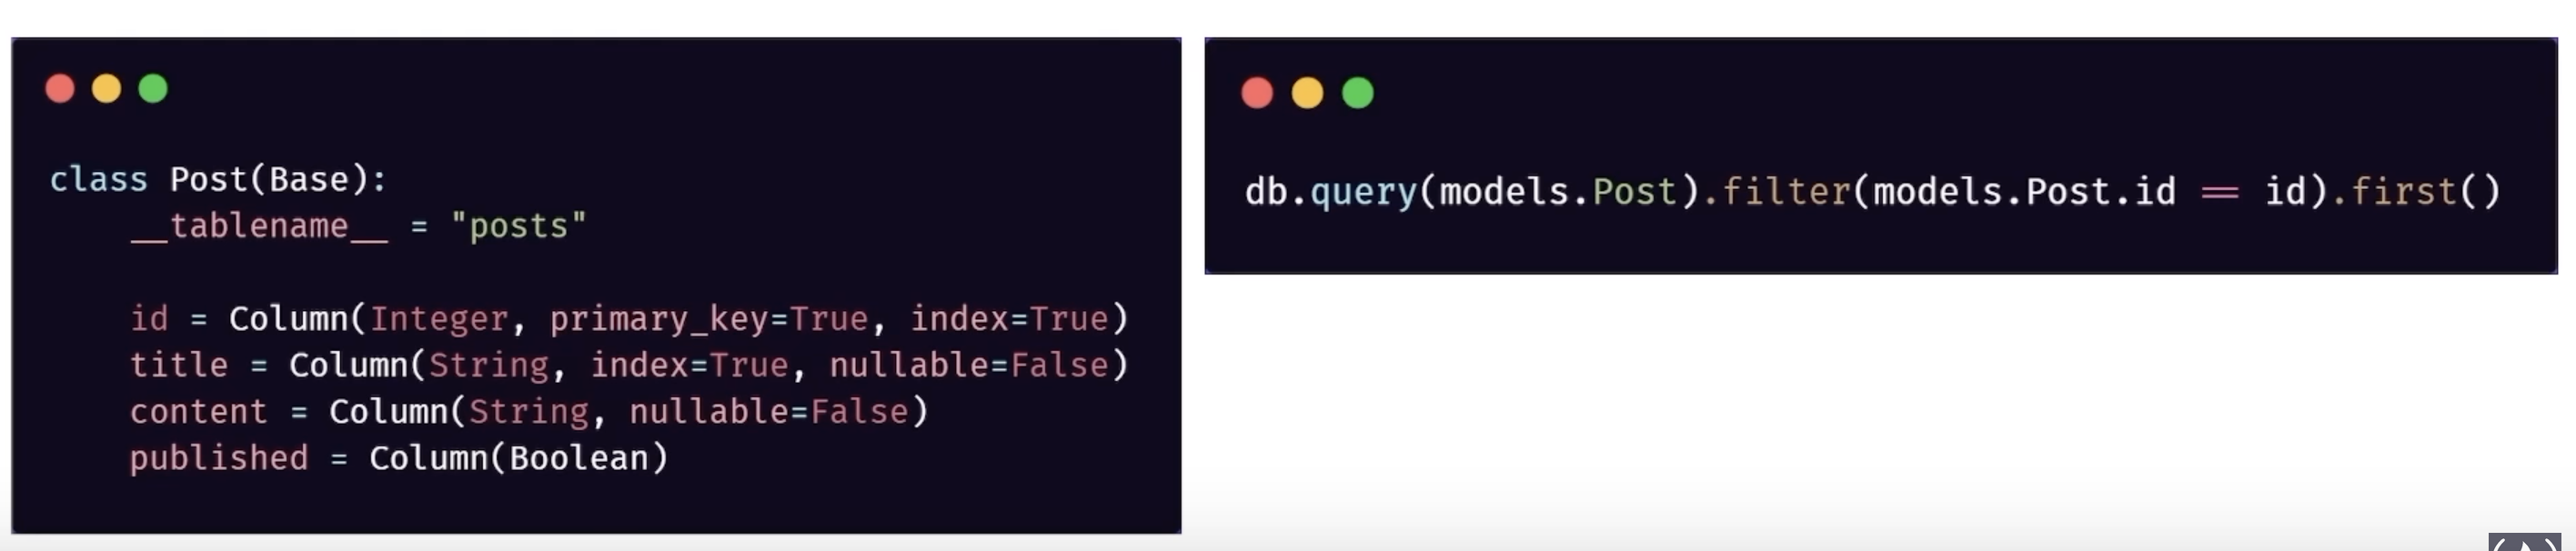 class Post(Base):
    __tablename__ = "posts"
    id = Column(Integer, primary_key=True, index=True)
    title = Column(String, index=True, nullable=False)
    content = Column(String, nullable=False)
    published = Column(Boolean)
db.query(models.Post).filter(models.Post.id == id).first()